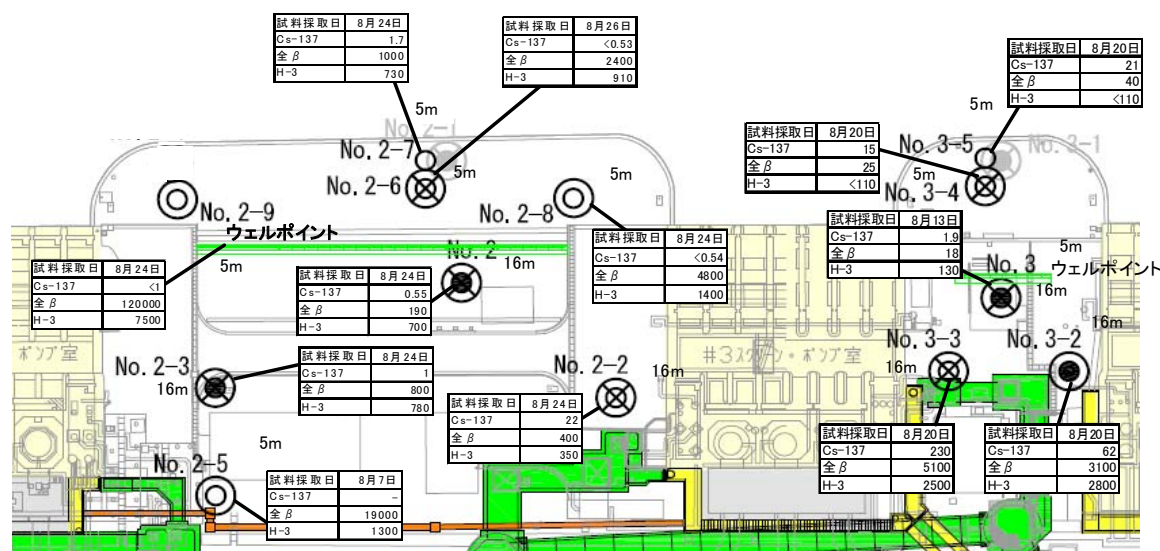 試料採取日 8月24日
Cs-137 1.7
全β 1000
H-3 730
試料採取日 8月26日
Cs-137 <0.53
全β 2400
H-3 910
試料採取日 8月20日
Cs-137 21
全β 40
H-3 <110
5m
5m
No. 2-7
No. 3-5
No. 3-1
試料採取日 8月20日
Cs-137 15
全β 25
H-3 <110
No. 2-6
5m
5m
5m
No. 3-4
No. 2-9
No. 2-8
ウェルポイント
試料採取日 8月13日
Cs-137 1.9
全β 18
H-3 130
試料採取日 8月24日
Cs-137 <0.54
全β 4800
H-3 1400
No. 2
16m
5m
5m
No. 3
ウェルポイント
16m
16m
試料採取日 8月24日
Cs-137 <1
全β 120000
H-3 7500
試料採取日 8月24日
Cs-137 0.55
全β 190
H-3 700
ポンプ室
#3スクリーン・ポンプ室
No. 3-3
No. 3-2
No. 2-3
16m
試料採取日 8月24日
Cs-137 1
全β 800
H-3 780
No. 2-2
16m
16m
試料採取日 8月24日
Cs-137 22
全β 400
H-3 350
5m
試料採取日 8月20日
Cs-137 230
全β 5100
H-3 2500
試料採取日 8月20日
Cs-137 62
全β 3100
H-3 2800
No. 2-5
試料採取日 8月7日
Cs-137 –
全β 19000
H-3 1300